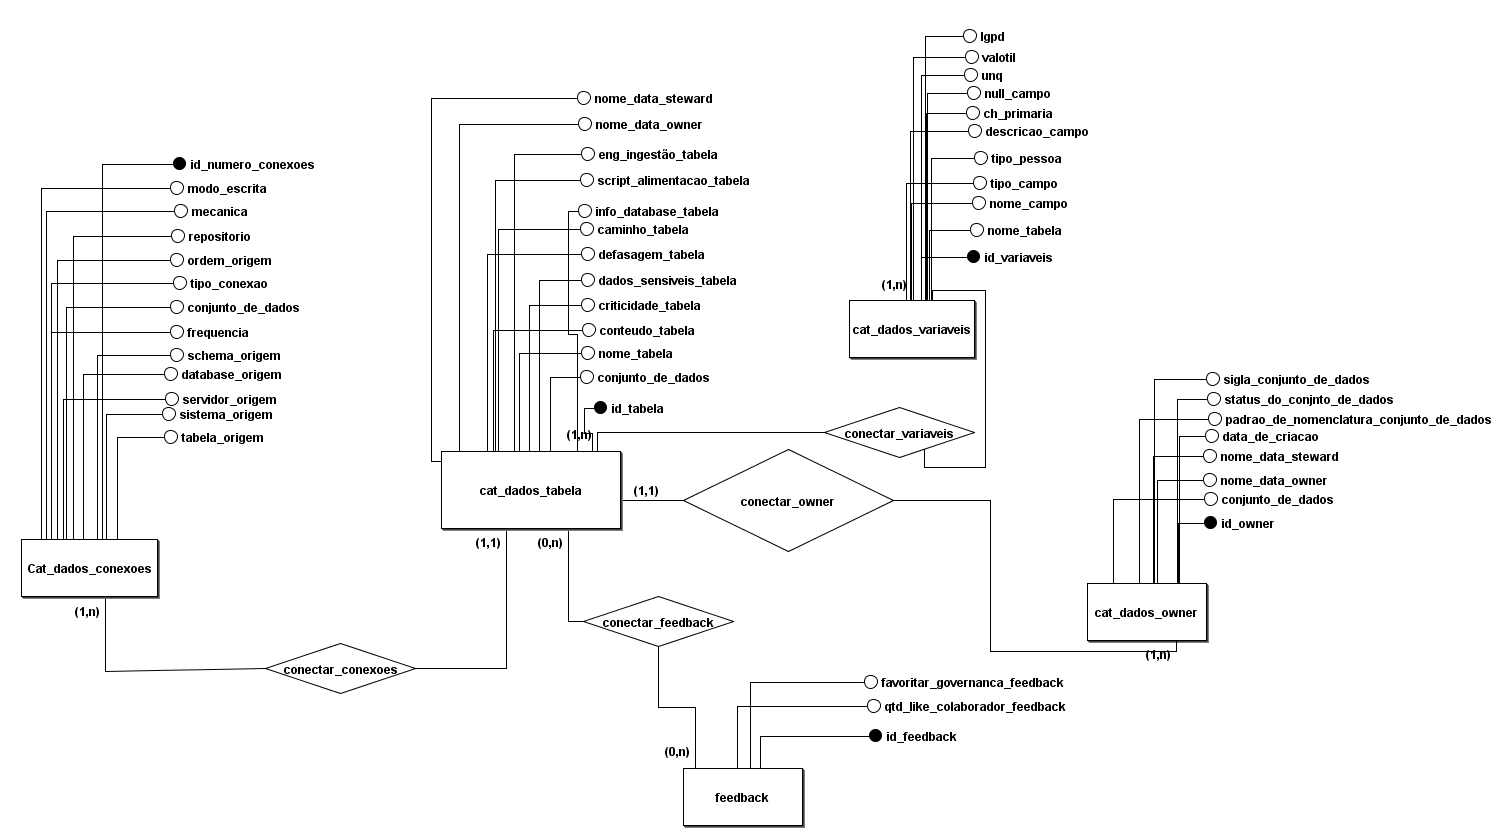 id_numero_conexoes
modo_escrita
mecanica
repositorio
ordem_origem
tipo_conexao
conjunto_de_dados
frequencia
schema_origem
database_origem
servidor_origem
sistema_origem
tabela_origem
Cat_dados_conexoes
(1,n)
conectar_conexoes
nome_data_steward
nome_data_owner
eng_ingestão_tabela
script_alimentacao_tabela
info_database_tabela
caminho_tabela
defasagem_tabela
dados_sensiveis_tabela
criticidade_tabela
conteudo_tabela
nome_tabela
conjunto_de_dados
id_tabela
(1,n)
cat_dados_tabela
(1,1)
(1,1)
(0,n)
lgpd
valotil
unq
null_campo
ch_primaria
descricao_campo
tipo_pessoa
tipo_campo
nome_campo
nome_tabela
id_variaveis
(1,n)
cat_dados_variaveis
conectar_variaveis
conectar_owner
sigla_conjunto_de_dados
status_do_conjnto_de_dados
padrao_de_nomenclatura_conjunto_de_dados
data_de_criacao
nome_data_steward
nome_data_owner
conjunto_de_dados
id_owner
cat_dados_owner
(1,n)
conectar_feedback
favoritar_governanca_feedback
qtd_like_colaborador_feedback
id_feedback
(0,n)
feedback